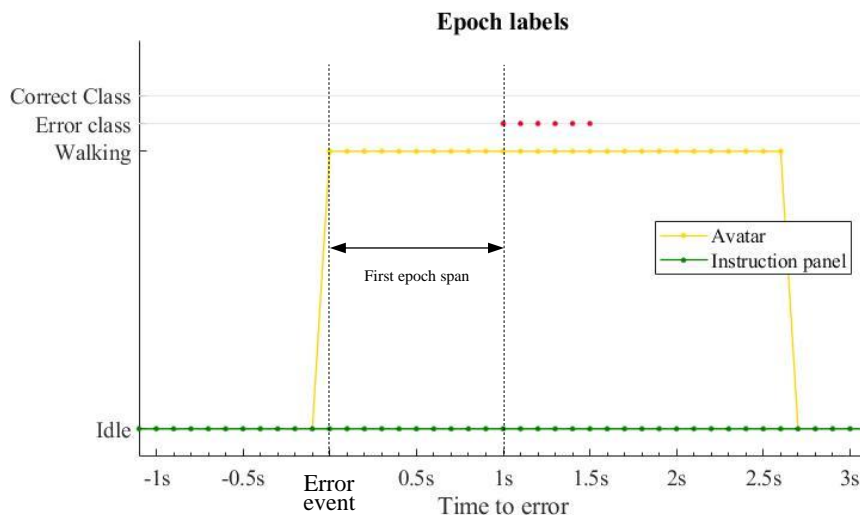 Epoch labels
Correct Class
Error class
Walking
Avatar
Instruction panel
First epoch span
Idle
-1s
-0.5s
Error
event
0.5s
1s
1.5s
2s
2.5s
3s
Time to error